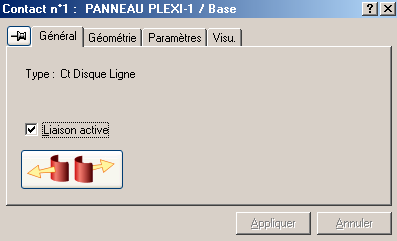 Contact n°1 : PANNEAU PLEXI-1 / Base
Général Géométrie Paramètres Visu.
Type : Ct Disque Ligne
Liaison active
Appliquer Annuler